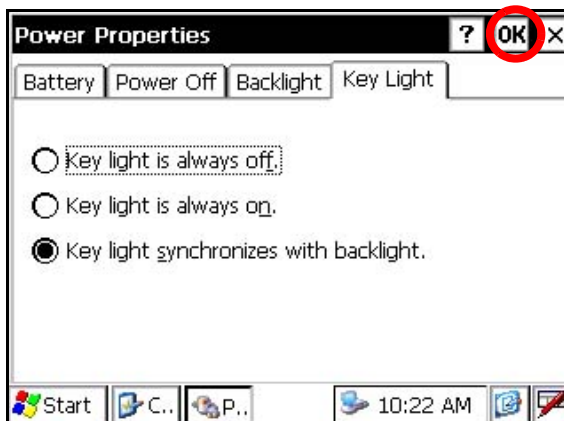 Power Properties ? OK ×
Battery Power Off Backlight Key Light
Key light is always off.
Key light is always on.
Key light synchronizes with backlight.
Start C.. P.. 10:22 AM